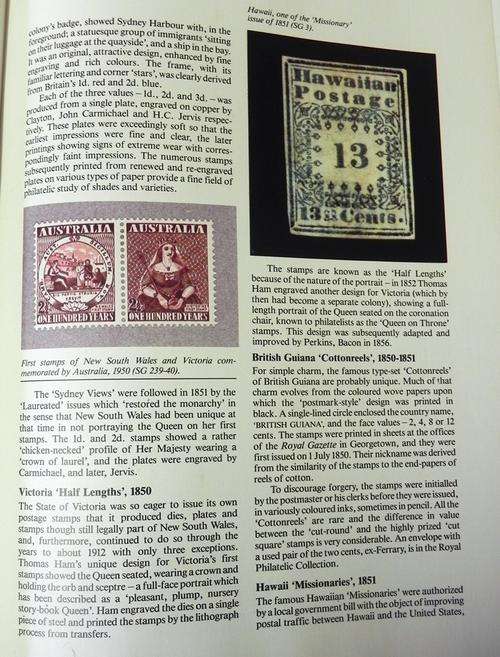 colony's badge, showed Sydney Harbour with, in the
foreground; a statuesque group of immigrants 'sitting
on their luggage at the quayside', and a ship in the bay.
It was an original, attractive design, enhanced by fine
engraving and rich colours. The frame, with its
familiar lettering and corner 'stars', was clearly derived
from Britain's 1d. red and 2d. blue.
Each of the three values – 1d., 2d. and 3d. – was
produced from a single plate, engraved on copper by
Clayton, John Carmichael and H.C. Jervis respec-
tively. These plates were exceedingly soft so that the
earliest impressions were fine and clear, the later
printings showing signs of extreme wear with corres-
pondingly faint impressions. The numerous stamps
subsequently printed from renewed and re-engraved
plates on various types of paper provide a fine field of
philatelic study of shades and varieties.
AUSTRALIA
2½
ONE HUNDRED YEARS
AUSTRALIA
2½
ONE HUNDRED YEARS
First stamps of New South Wales and Victoria com-
memorated by Australia, 1950 (SG 239-40).
The 'Sydney Views' were followed in 1851 by the
'Laureated' issues which 'restored the monarchy' in
the sense that New South Wales had been unique at
that time in not portraying the Queen on her first
stamps. The 1d. and 2d. stamps showed a rather
'chicken-necked' profile of Her Majesty wearing a
'crown of laurel', and the plates were engraved by
Carmichael, and later, Jervis.
Victoria 'Half Lengths', 1850
The State of Victoria was so eager to issue its own
postage stamps that it produced dies, plates and
stamps though still legally part of New South Wales,
and, furthermore, continued to do so through the
years to about 1912 with only three exceptions.
Thomas Ham's unique design for Victoria's first
stamps showed the Queen seated, wearing a crown and
holding the orb and sceptre – a full-face portrait which
has been described as a 'pleasant, plump, nursery
story-book Queen'. Ham engraved the dies on a single
piece of steel and printed the stamps by the lithograph
process from transfers.
Hawaii, one of the 'Missionary'
issue of 1851 (SG 3).
Hawaiian
Postage
13
13 Cents.
The stamps are known as the 'Half Lengths'
because of the nature of the portrait – in 1852 Thomas
Ham engraved another design for Victoria (which by
then had become a separate colony), showing a full-
length portrait of the Queen seated on the coronation
chair, known to philatelists as the 'Queen on Throne'
stamps. This design was subsequently adapted and
improved by Perkins, Bacon in 1856.
British Guiana 'Cottonreels', 1850-1851
For simple charm, the famous type-set 'Cottonreels'
of British Guiana are probably unique. Much of that
charm evolves from the coloured wove papers upon
which the 'postmark-style' design was printed in
black. A single-lined circle enclosed the country name,
'BRITISH GUIANA', and the face values – 2, 4, 8 or 12
cents. The stamps were printed in sheets at the offices
of the Royal Gazette in Georgetown, and they were
first issued on 1 July 1850. Their nickname was derived
from the similarity of the stamps to the end-papers of
reels of cotton.
To discourage forgery, the stamps were initialled
by the postmaster or his clerks before they were issued,
in variously coloured inks, sometimes in pencil. All the
'Cottonreels' are rare and the difference in value
between the 'cut-round' and the highly prized 'cut
square' stamps is very considerable. An envelope with
a used pair of the two cents, ex-Ferrary, is in the Royal
Philatelic Collection.
Hawaii 'Missionaries', 1851
The famous Hawaiian 'Missionaries' were authorized
by a local government bill with the object of improving
postal traffic between Hawaii and the United States,